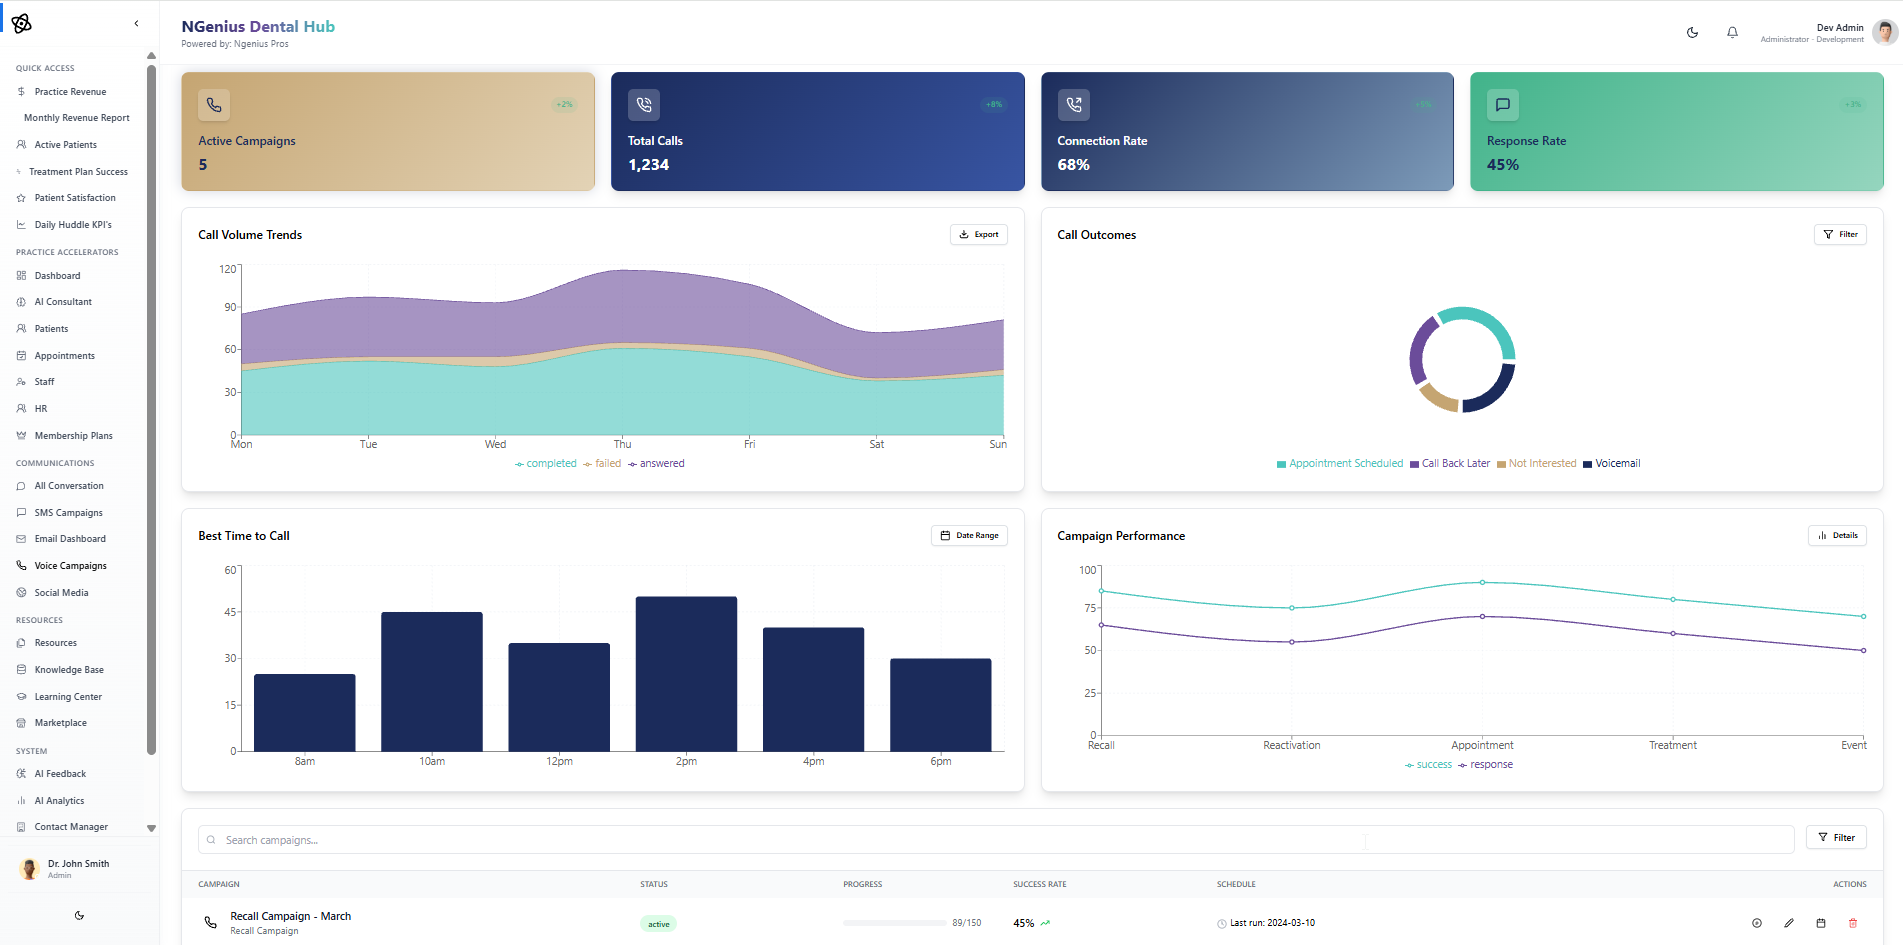 NGenius Dental Hub
Powered by: Ngenius Pros
Dev Admin
Administrator - Development
QUICK ACCESS
Practice Revenue
Monthly Revenue Report
Active Patients
Treatment Plan Success
Patient Satisfaction
Daily Huddle KPI's
PRACTICE ACCELERATORS
Dashboard
AI Consultant
Patients
Appointments
Staff
HR
Membership Plans
COMMUNICATIONS
All Conversation
SMS Campaigns
Email Dashboard
Voice Campaigns
Social Media
RESOURCES
Resources
Knowledge Base
Learning Center
Marketplace
SYSTEM
AI Feedback
AI Analytics
Contact Manager
Dr. John Smith
Admin
+2%
Active Campaigns
5
+8%
Total Calls
1,234
+5%
Connection Rate
68%
+3%
Response Rate
45%
Call Volume Trends
Export
120
90
60
30
0
Mon Tue Wed Thu Fri Sat Sun
completed failed answered
Call Outcomes
Filter
Appointment Scheduled Call Back Later Not Interested Voicemail
Best Time to Call
Date Range
60
45
30
15
0
8am 10am 12pm 2pm 4pm 6pm
Campaign Performance
Details
100
75
50
25
0
Recall Reactivation Appointment Treatment Event
success response
Search campaigns...
Filter
CAMPAIGN STATUS PROGRESS SUCCESS RATE SCHEDULE ACTIONS
Recall Campaign - March
Recall Campaign
active
89/150
45%
Last run: 2024-03-10